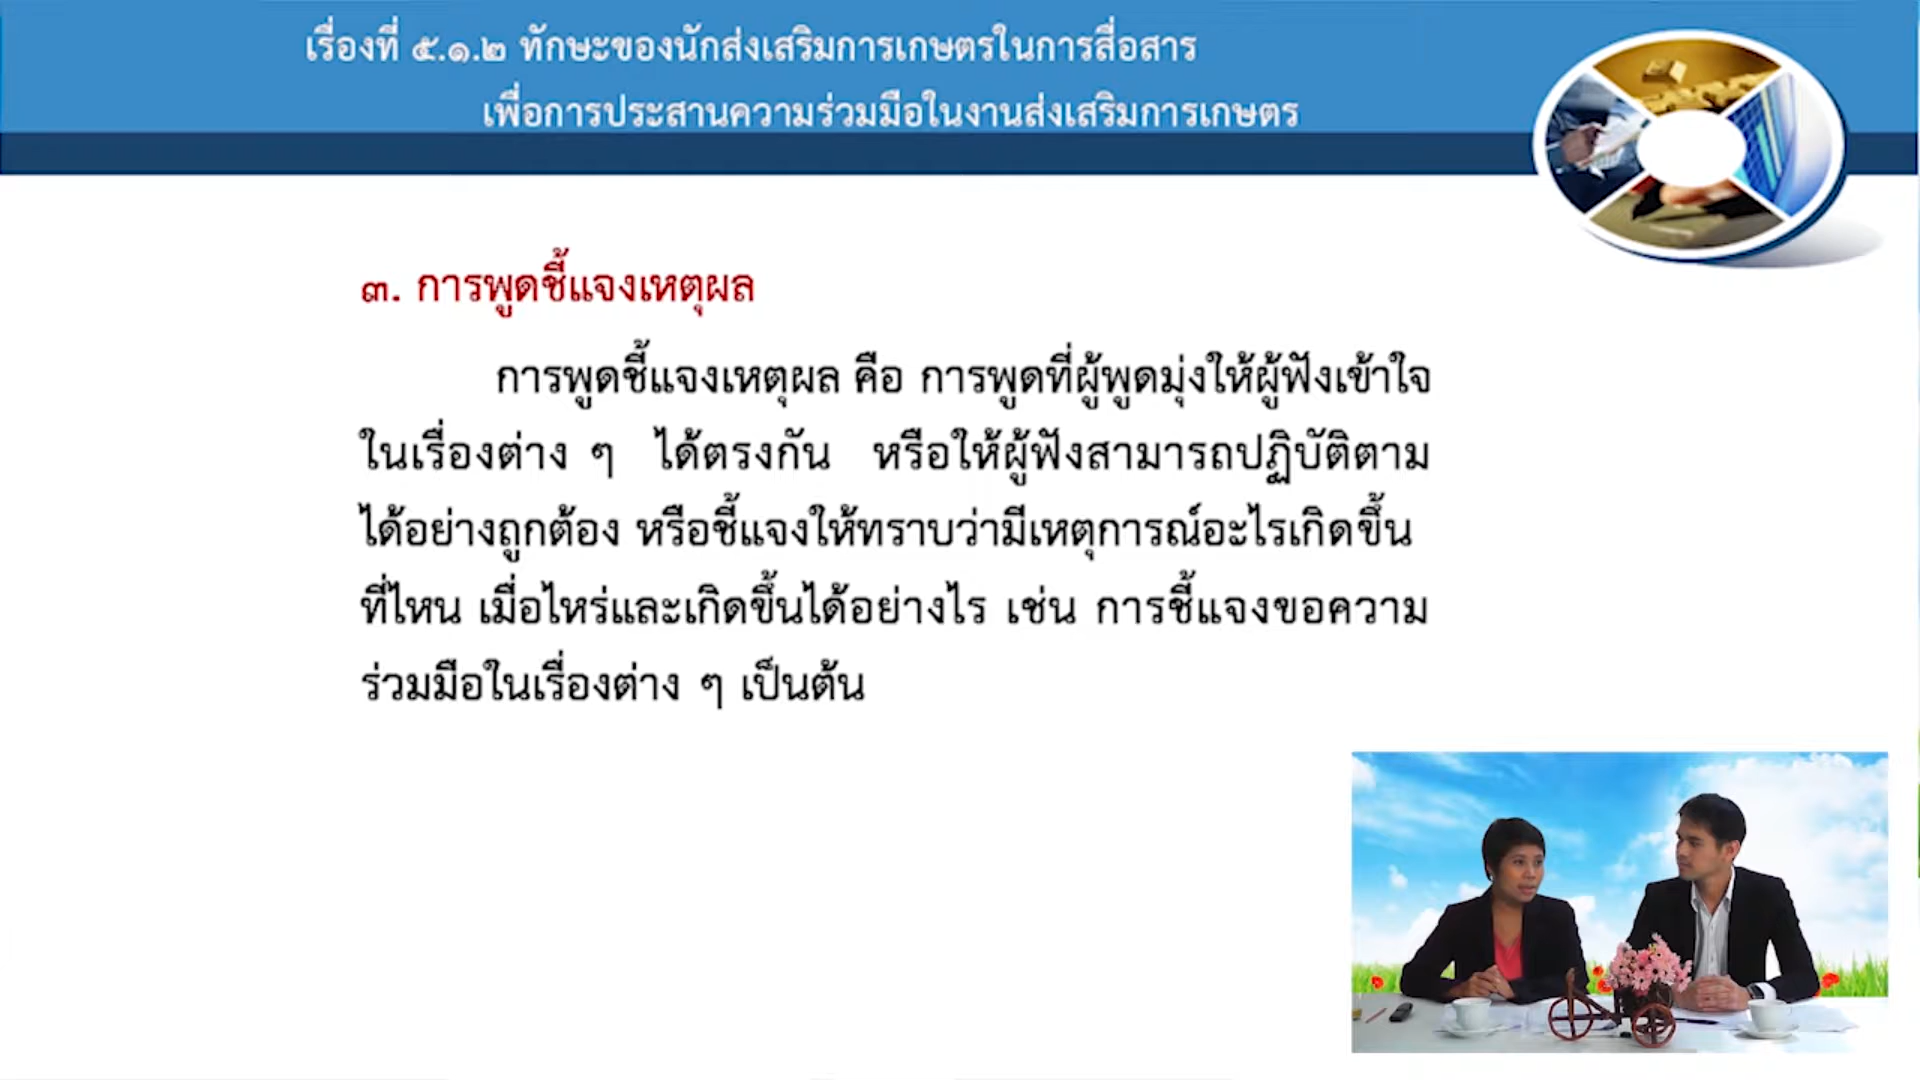 เรื่องที่ ๕.๑.๒ ทักษะของนักส่งเสริมการเกษตรในการสื่อสาร
เพื่อการประสานความร่วมมือในงานส่งเสริมการเกษตร
๓. การพูดชี้แจงเหตุผล
การพูดชี้แจงเหตุผล คือ การพูดที่ผู้พูดมุ่งให้ผู้ฟังเข้าใจ
ในเรื่องต่าง ๆ ได้ตรงกัน หรือให้ผู้ฟังสามารถปฏิบัติตาม
ได้อย่างถูกต้อง หรือชี้แจงให้ทราบว่ามีเหตุการณ์อะไรเกิดขึ้น
ที่ไหน เมื่อไหร่และเกิดขึ้นได้อย่างไร เช่น การชี้แจงขอความ
ร่วมมือในเรื่องต่าง ๆ เป็นต้น